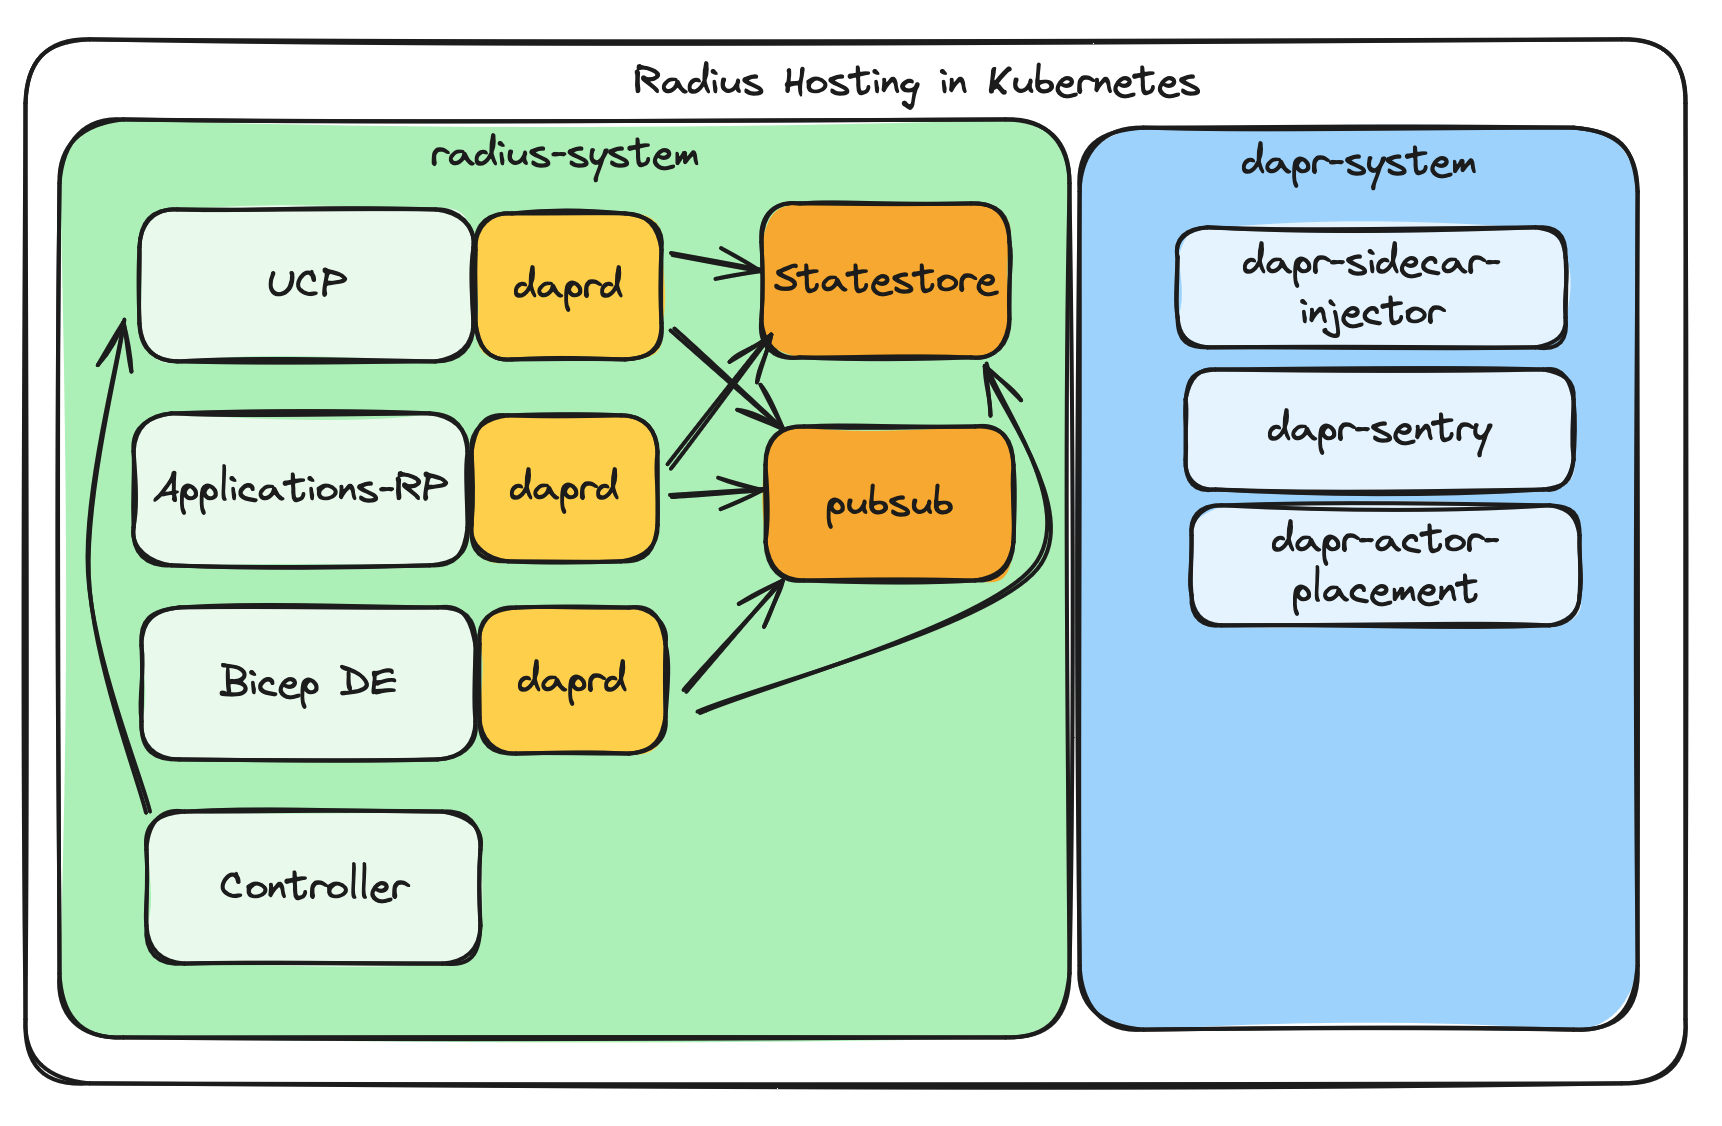 Radius Hosting in Kubernetes
radius-system
UCP
daprd
Statestore
Applications-RP
daprd
pubsub
Bicep DE
daprd
Controller
dapr-system
dapr-sidecar-
injector
dapr-sentry
dapr-actor-
placement